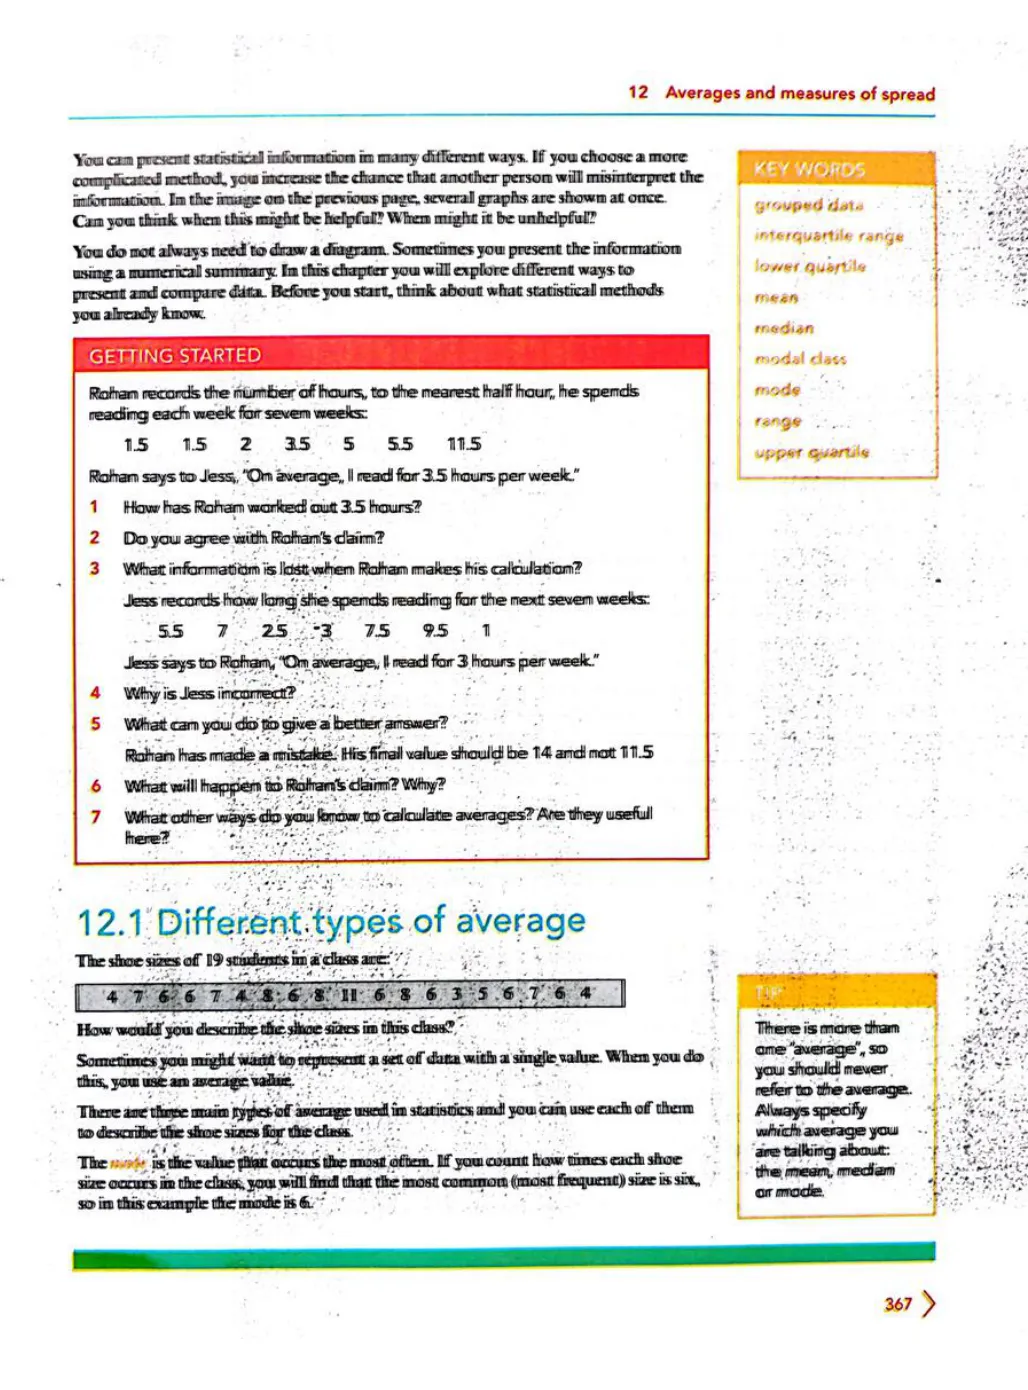 12 Averages and measures of spread
You can present statistical information in many different ways. If you choose a more
complicated method, you increase the chance that another person will misinterpret the
information. In the image on the previous page, several graphs are shown at once.
Can you think when this might be helpful? When might it be unhelpful?
You do not always need to draw a diagram. Sometimes you present the information
using a numerical summary. In this chapter you will explore different ways to
present and compare data. Before you start, think about what statistical methods
you already know.
KEY WORDS
grouped data
interquartile range
lower quartile
mean
median
modal class
mode
range
upper quartile
GETTING STARTED
Rohan records the number of hours, to the nearest half hour, he spends
reading each week for seven weeks:
1.5 1.5 2 3.5 5 5.5 11.5
Rohan says to Jess, "On average, I read for 3.5 hours per week."
1 How has Rohan worked out 3.5 hours?
2 Do you agree with Rohan's claim?
3 What information is lost when Rohan makes his calculation?
Jess records how long she spends reading for the next seven weeks:
5.5 7 2.5 3 7.5 9.5 1
Jess says to Rohan, "On average, I read for 3 hours per week."
4 Why is Jess incorrect?
5 What can you do to give a better answer?
Rohan has made a mistake. His final value should be 14 and not 11.5
6 What will happen to Rohan's claim? Why?
7 What other ways do you know to calculate averages? Are they useful
here?
12.1 Different types of average
The shoe sizes of 19 students in a class are:
4 7 6 6 7 4 8 6 8 11 6 8 6 3 5 6 7 6 4
How would you describe the shoe sizes in this class?
Sometimes you might want to represent a set of data with a single value. When you do
this, you use an average value.
There are three main types of average used in statistics and you can use each of them
to describe the shoe sizes for the class.
The mode is the value that occurs the most often. If you count how times each shoe
size occurs in the class, you will find that the most common (most frequent) size is six,
so in this example the mode is 6.
TIP
There is more than
one "average", so
you should never
refer to the average.
Always specify
which average you
are talking about:
the mean, median
or mode.
367